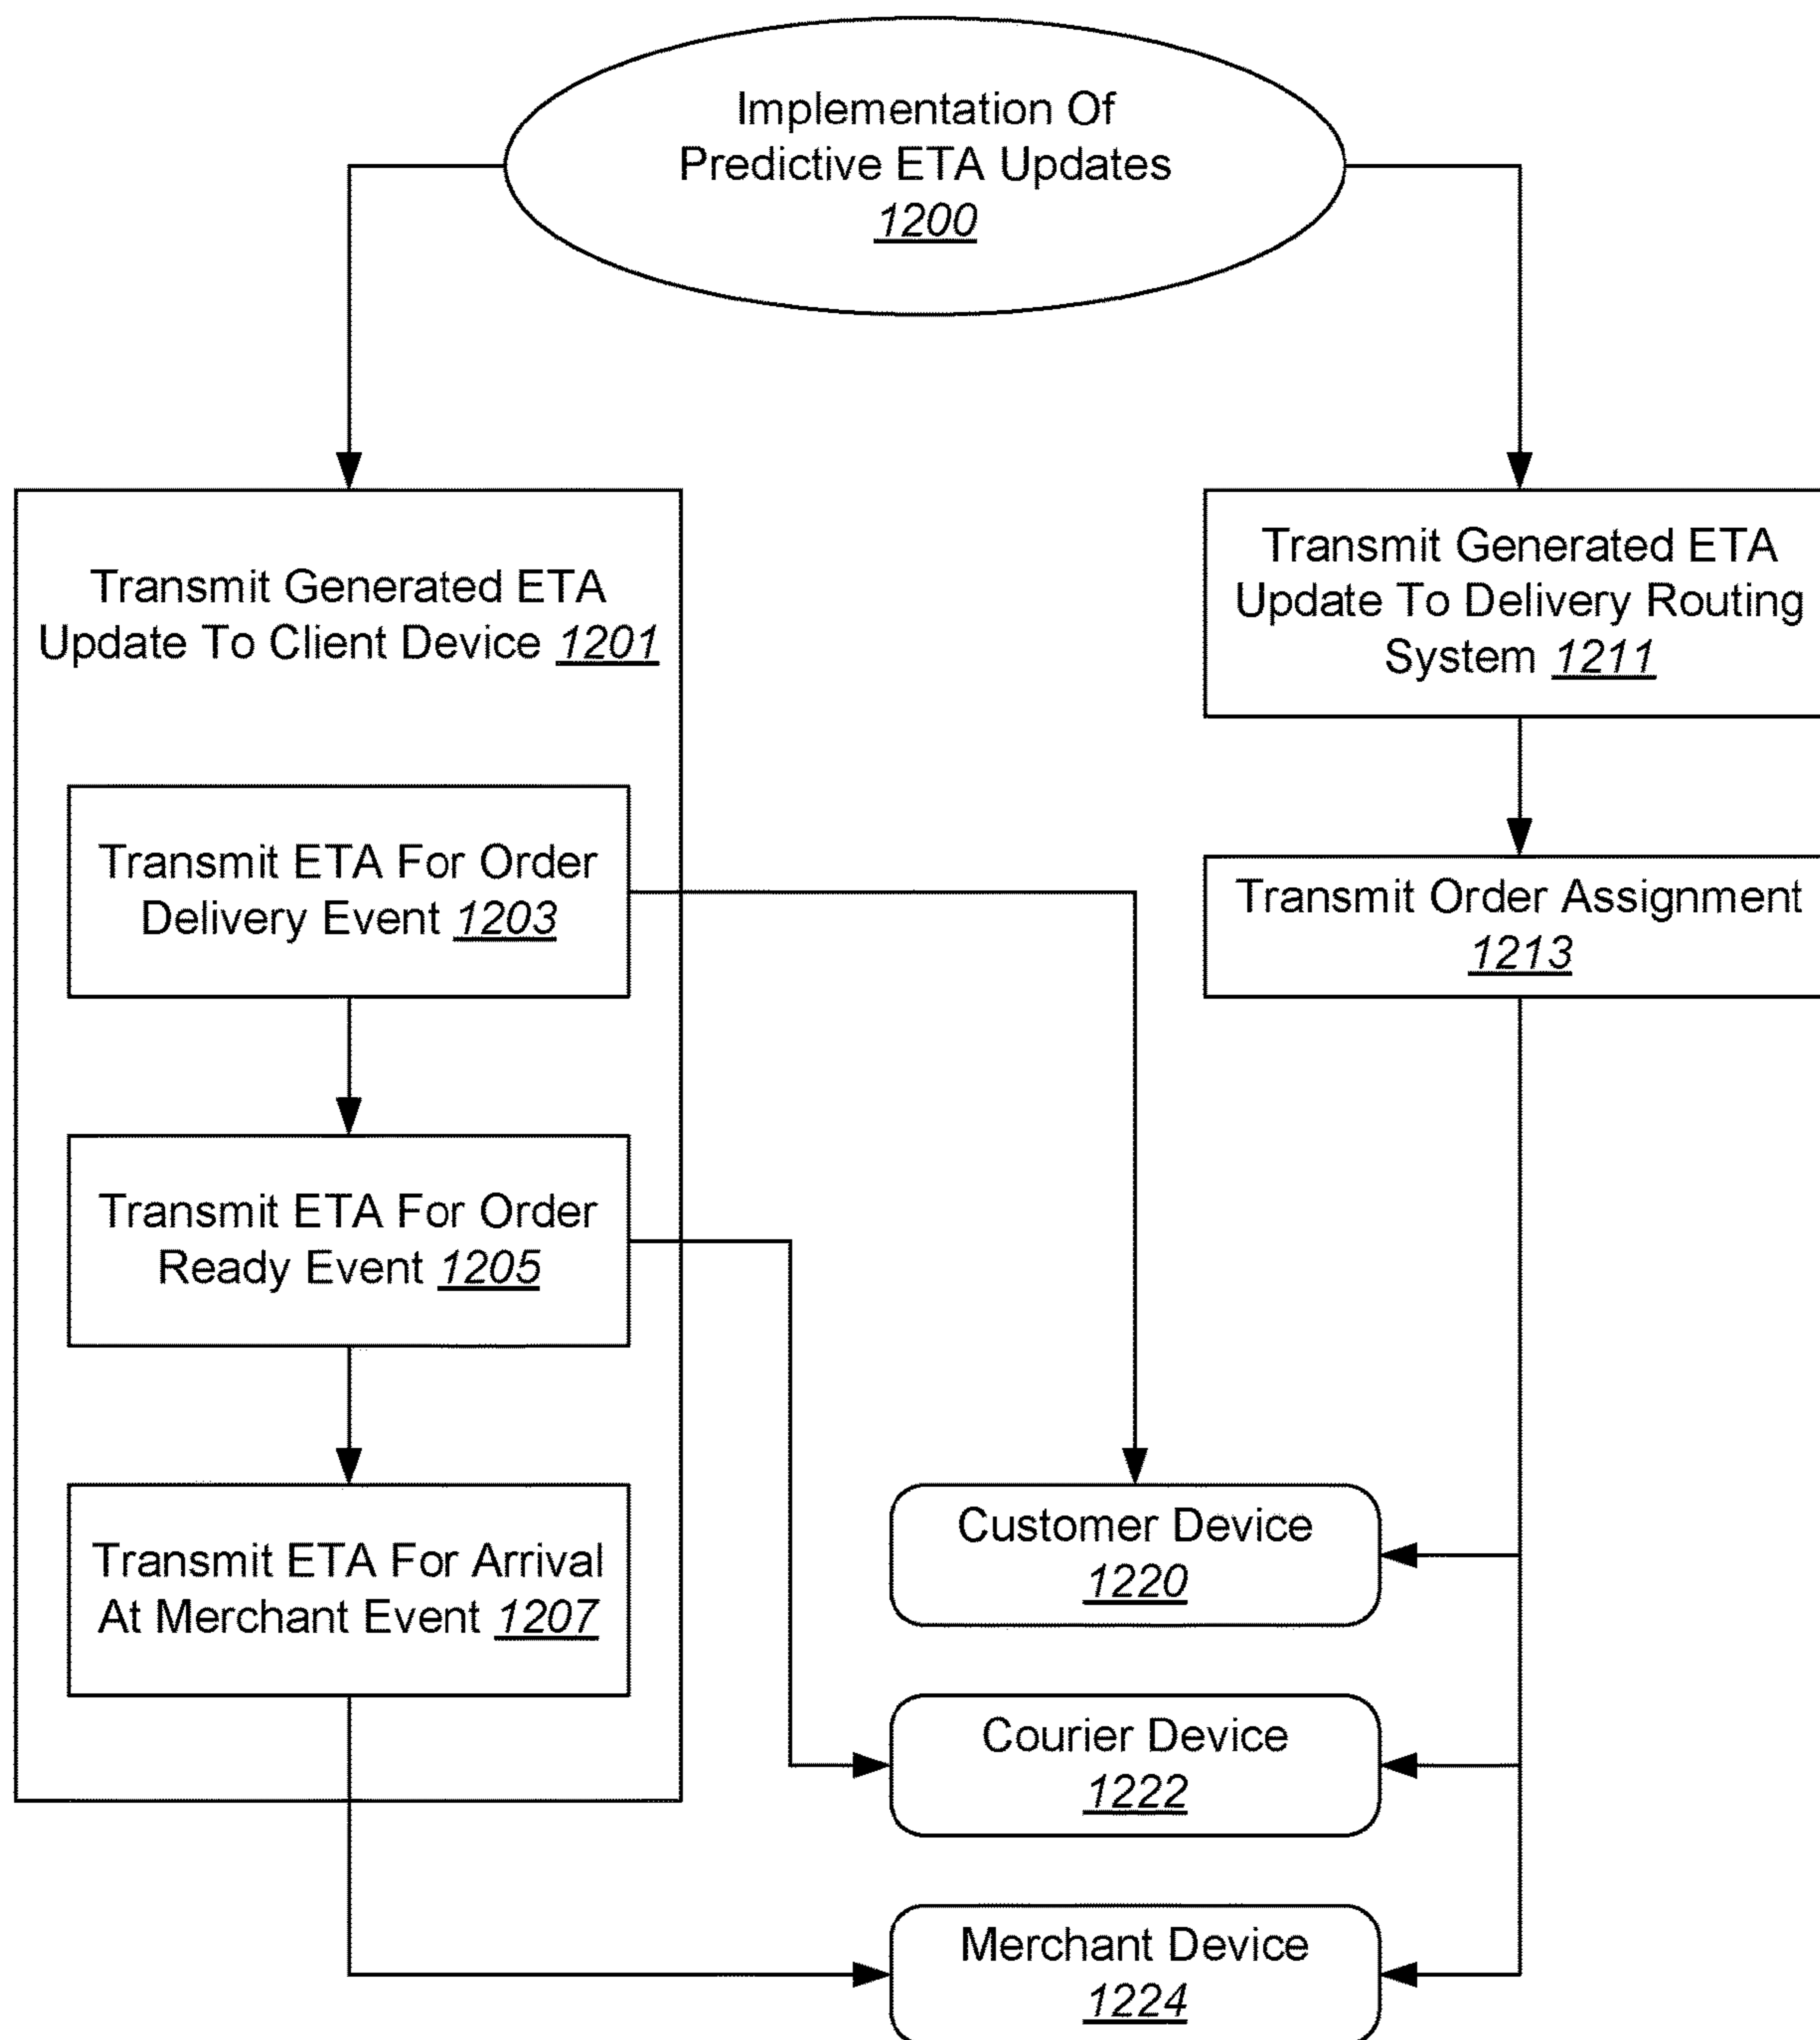 Implementation Of
Predictive ETA Updates
1200
Transmit Generated ETA
Update To Client Device 1201
Transmit ETA For Order
Delivery Event 1203
Transmit ETA For Order
Ready Event 1205
Transmit ETA For Arrival
At Merchant Event 1207
Transmit Generated ETA
Update To Delivery Routing
System 1211
Transmit Order Assignment
1213
Customer Device
1220
Courier Device
1222
Merchant Device
1224